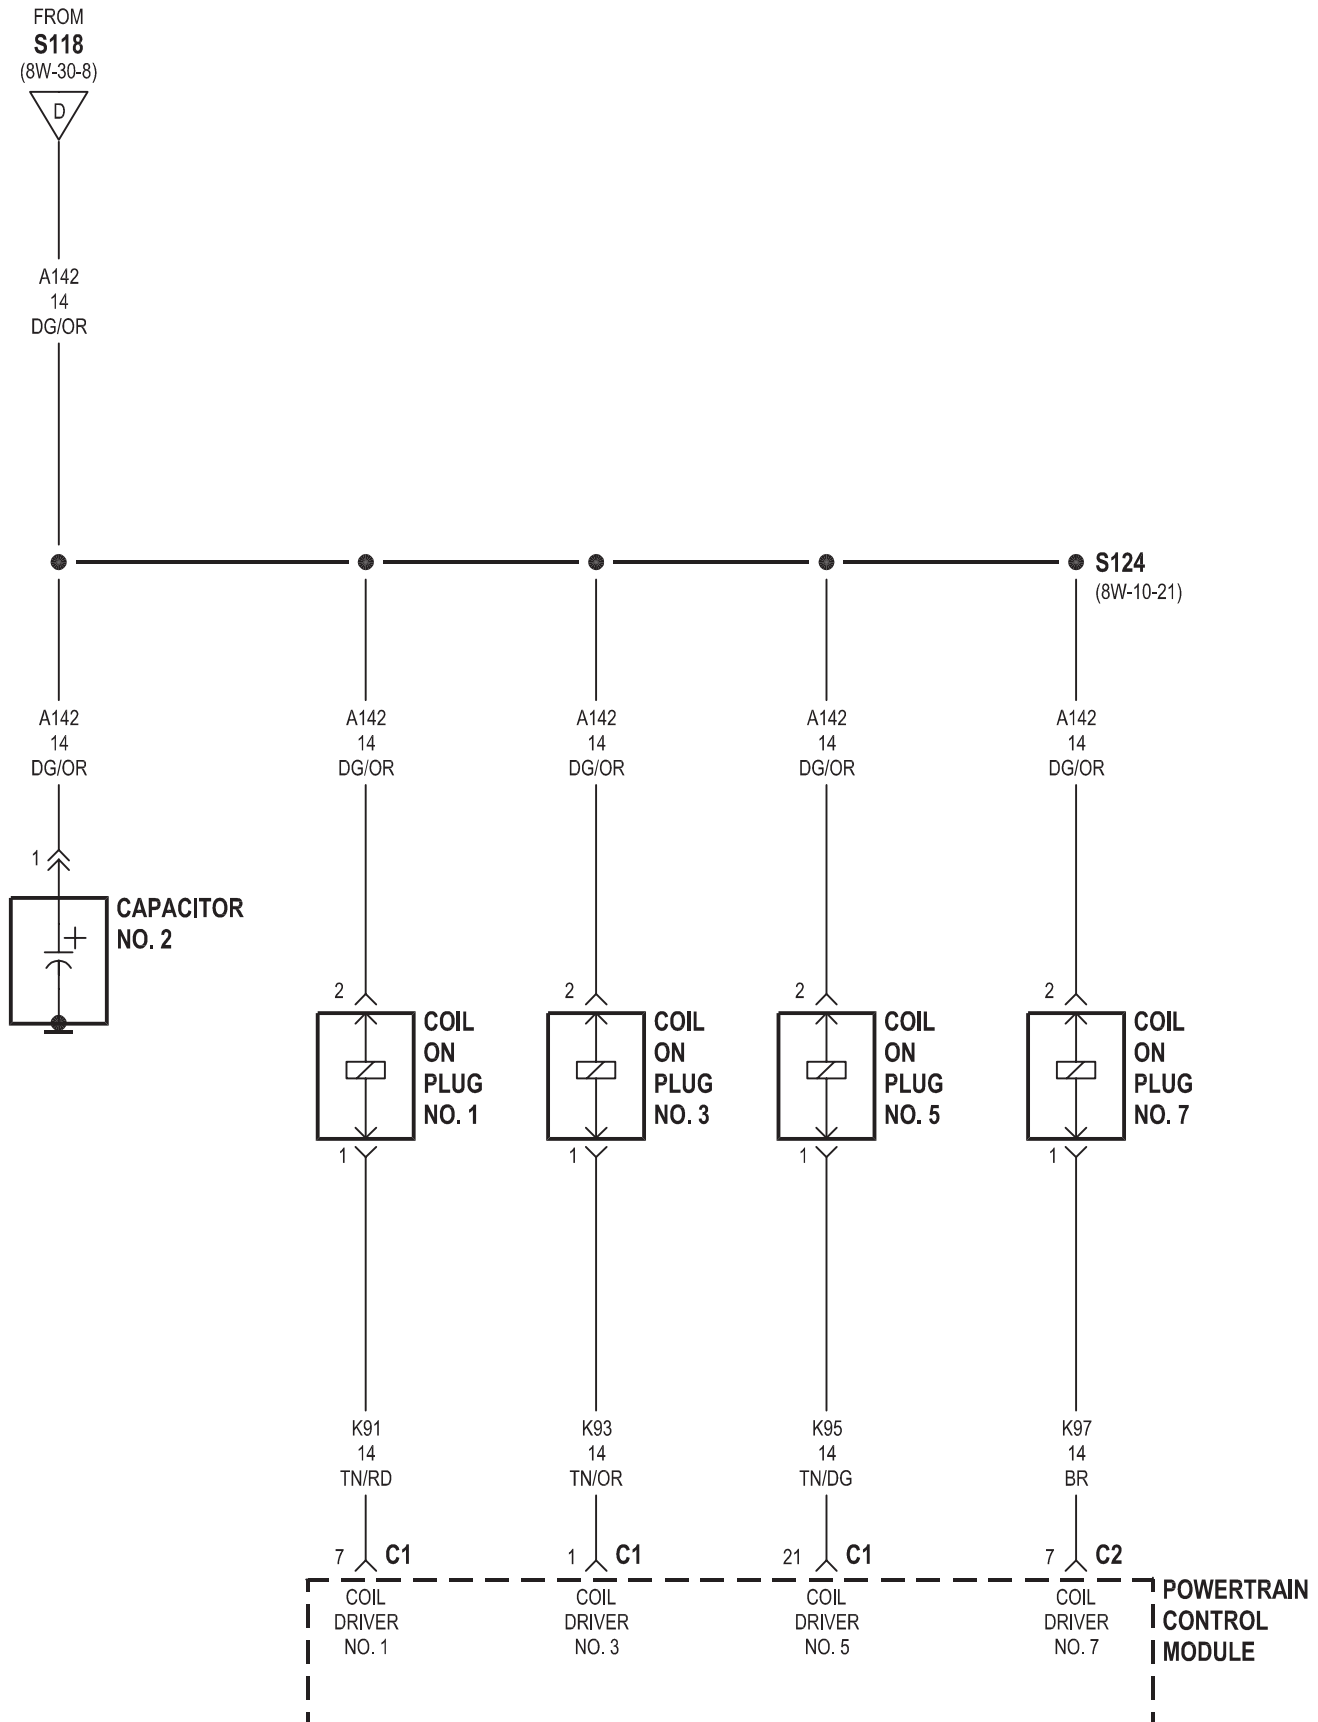 FROM
S118
(8W-30-8)
D
A142
14
DG/OR
S124
(8W-10-21)
A142
14
DG/OR
A142
14
DG/OR
A142
14
DG/OR
A142
14
DG/OR
A142
14
DG/OR
1
CAPACITOR
NO. 2
+
2
COIL
ON
PLUG
NO. 1
1
2
COIL
ON
PLUG
NO. 3
1
2
COIL
ON
PLUG
NO. 5
1
2
COIL
ON
PLUG
NO. 7
1
K91
14
TN/RD
K93
14
TN/OR
K95
14
TN/DG
K97
14
BR
7 C1
1 C1
21 C1
7 C2
COIL
DRIVER
NO. 1
COIL
DRIVER
NO. 3
COIL
DRIVER
NO. 5
COIL
DRIVER
NO. 7
POWERTRAIN
CONTROL
MODULE